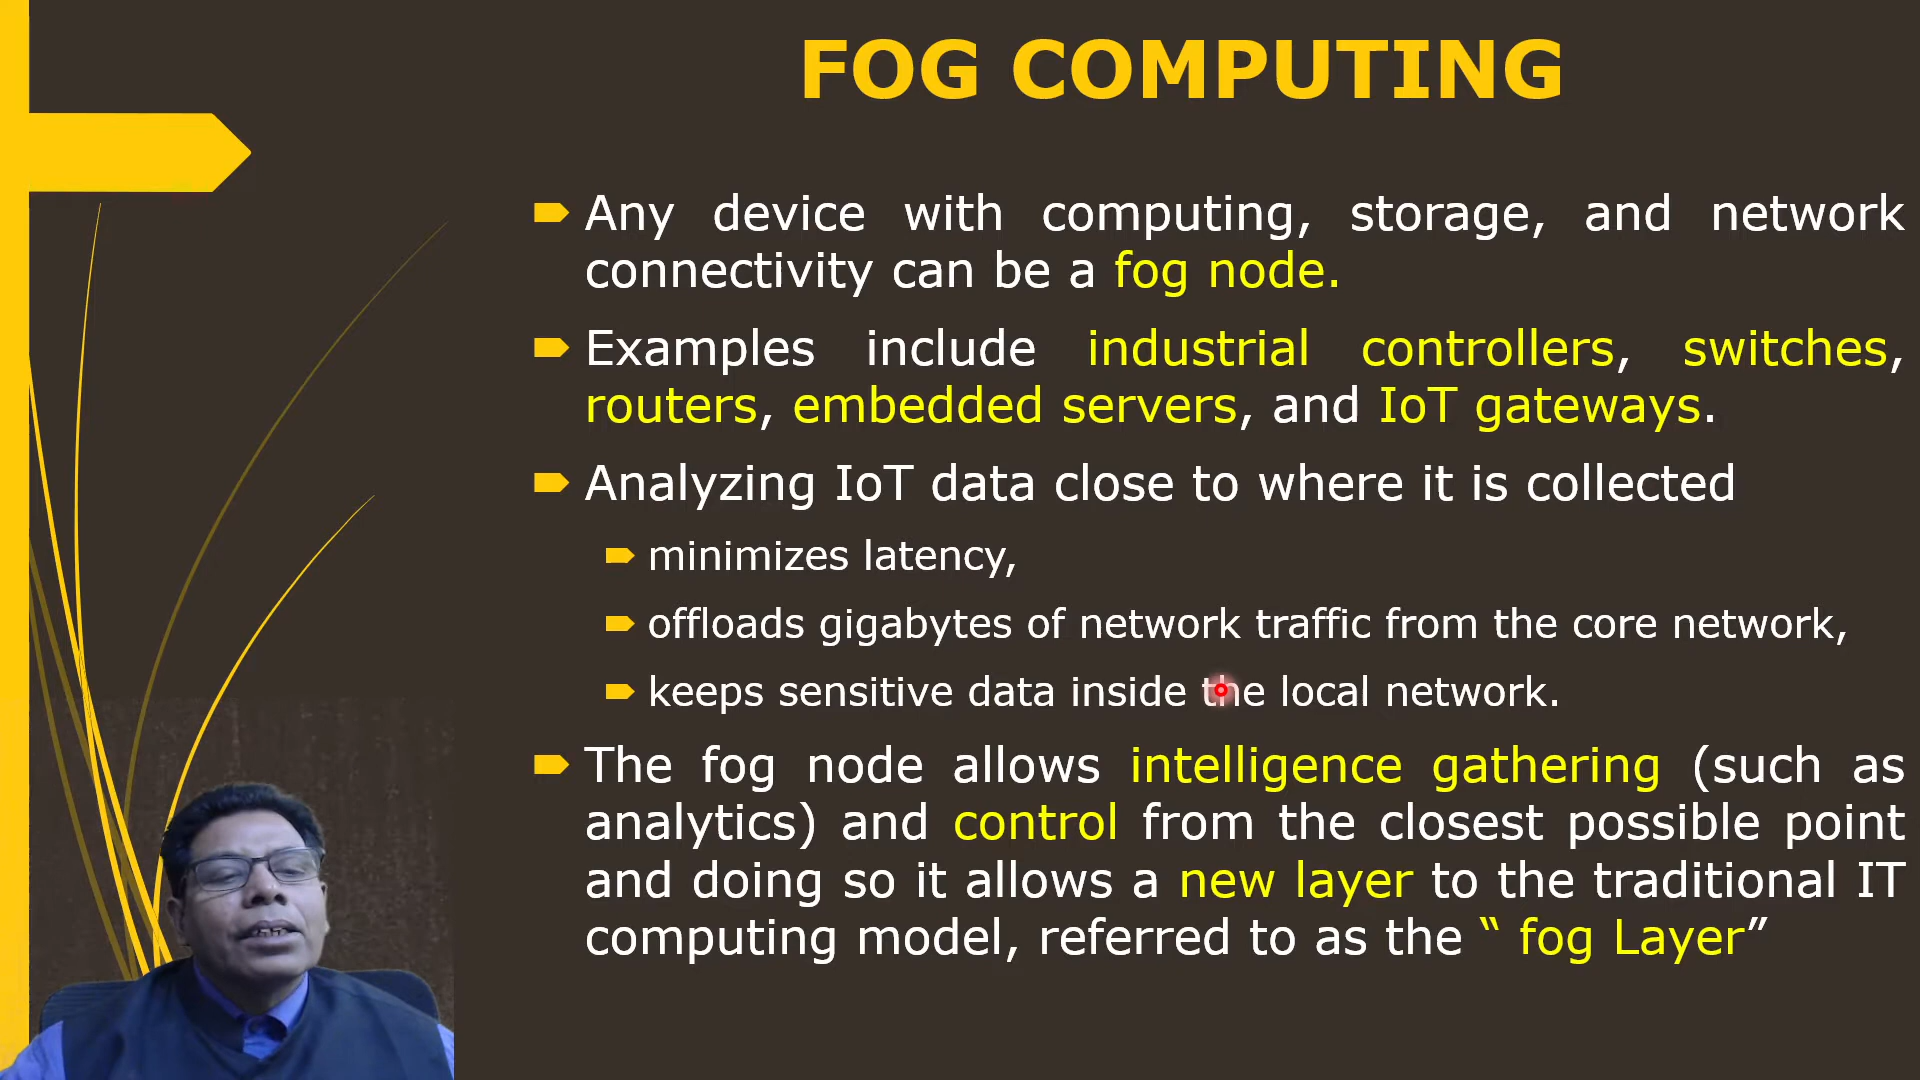 FOG COMPUTING
Any device with computing, storage, and network
connectivity can be a fog node.
Examples include industrial controllers, switches,
routers, embedded servers, and IoT gateways.
Analyzing IoT data close to where it is collected
minimizes latency,
offloads gigabytes of network traffic from the core network,
keeps sensitive data inside the local network.
The fog node allows intelligence gathering (such as
analytics) and control from the closest possible point
and doing so it allows a new layer to the traditional IT
computing model, referred to as the “ fog Layer”